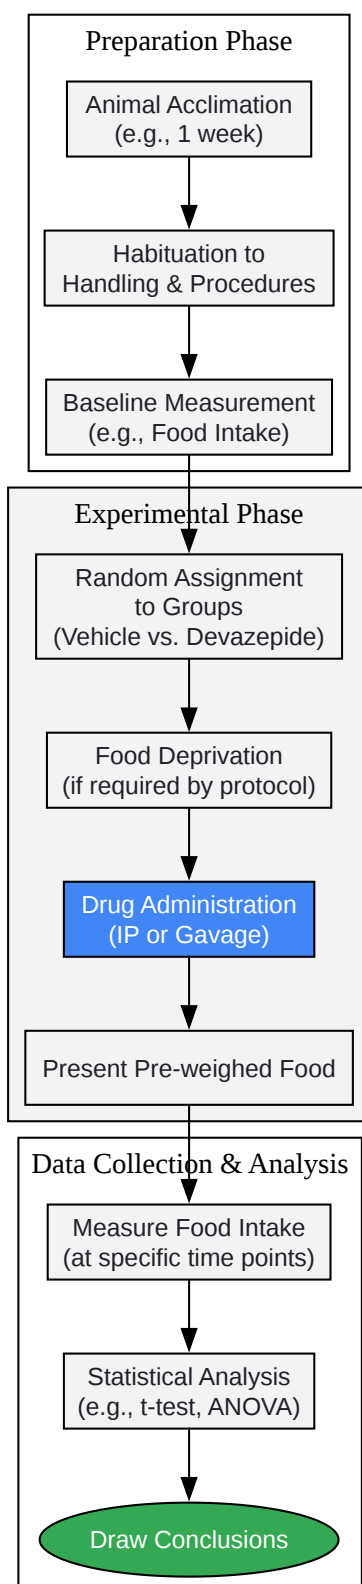 Preparation Phase
Animal Acclimation
(e.g., 1 week)
Habituation to
Handling & Procedures
Baseline Measurement
(e.g., Food Intake)
Experimental Phase
Random Assignment
to Groups
(Vehicle vs. Devazepide)
Food Deprivation
(if required by protocol)
Drug Administration
(IP or Gavage)
Present Pre-weighed Food
Data Collection & Analysis
Measure Food Intake
(at specific time points)
Statistical Analysis
(e.g., t-test, ANOVA)
Draw Conclusions